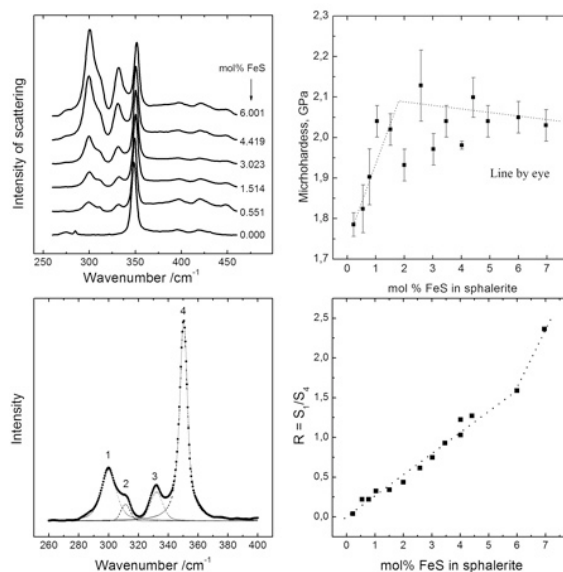 Intensity of scattering
mol% FeS
6.001
4.419
3.023
1.514
0.551
0.000
250 300 350 400 450
Wavenumber /cm⁻¹
Micrhohardess, GPa
2,3
2,2
2,1
2,0
1,9
1,8
1,7
Line by eye
0 1 2 3 4 5 6 7
mol % FeS in sphalerite
Intensity
1
2
3
4
260 280 300 320 340 360 380 400
Wavenumber /cm⁻¹
R = S₁/S₄
2,5
2,0
1,5
1,0
0,5
0,0
0 1 2 3 4 5 6 7
mol% FeS in sphalerite